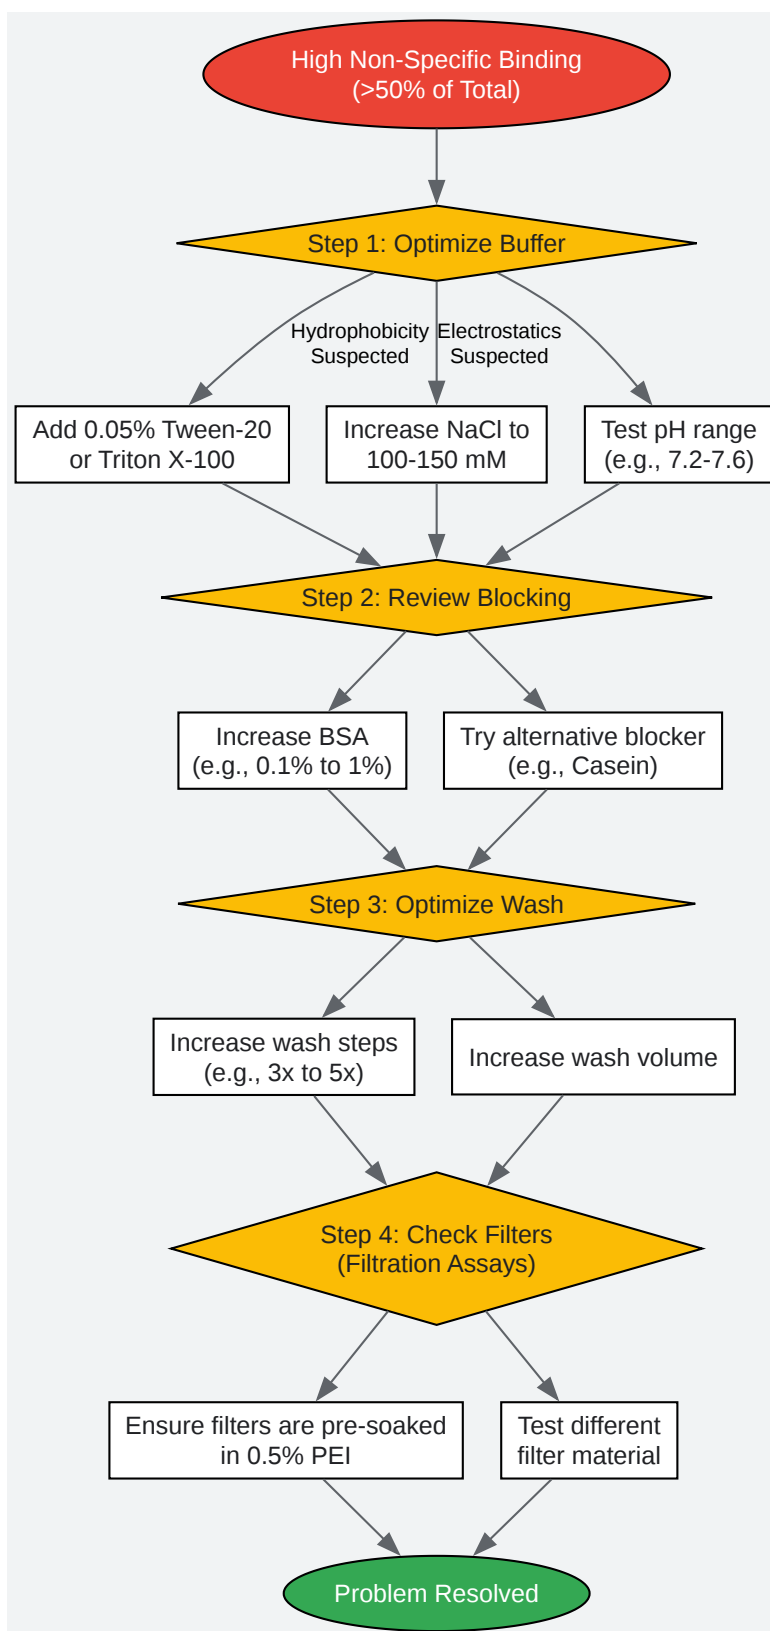 High Non-Specific Binding
(>50% of Total)
Step 1: Optimize Buffer
Hydrophobicity
Suspected
Electrostatics
Suspected
Add 0.05% Tween-20
or Triton X-100
Increase NaCl to
100-150 mM
Test pH range
(e.g., 7.2-7.6)
Step 2: Review Blocking
Increase BSA
(e.g., 0.1% to 1%)
Try alternative blocker
(e.g., Casein)
Step 3: Optimize Wash
Increase wash steps
(e.g., 3x to 5x)
Increase wash volume
Step 4: Check Filters
(Filtration Assays)
Ensure filters are pre-soaked
in 0.5% PEI
Test different
filter material
Problem Resolved